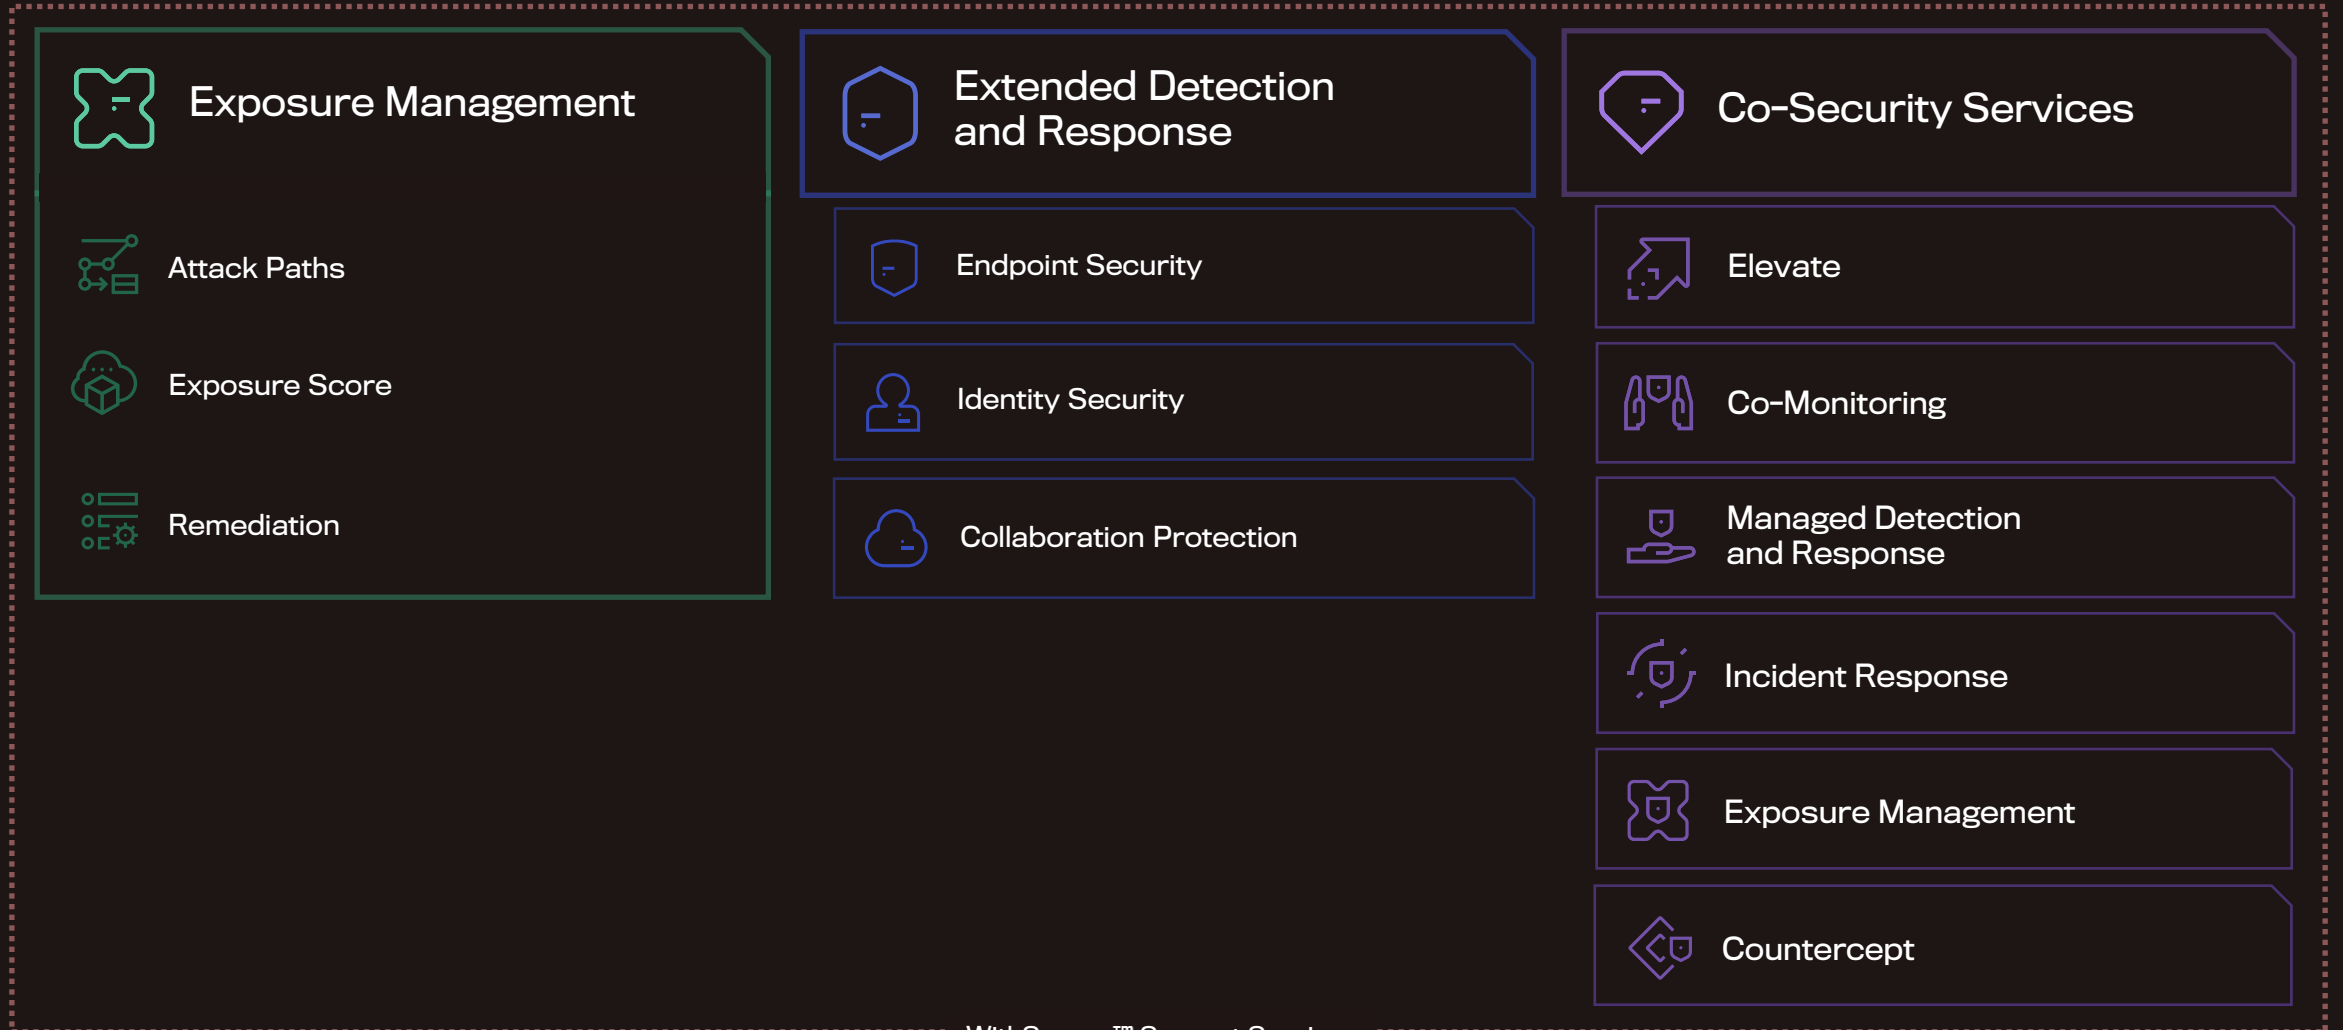 Exposure Management
Attack Paths
Exposure Score
Remediation
Extended Detection
and Response
Endpoint Security
Identity Security
Collaboration Protection
Co-Security Services
Elevate
Co-Monitoring
Managed Detection
and Response
Incident Response
Exposure Management
Countercept